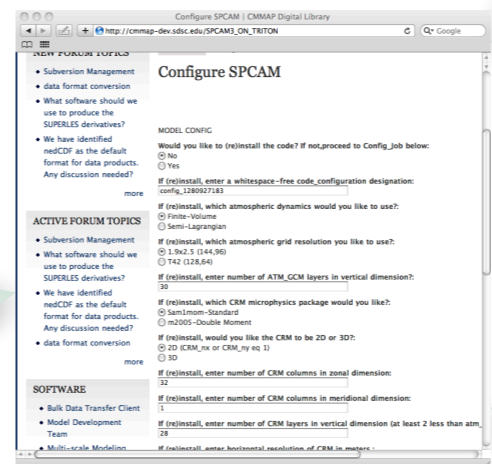 Configure SPCAM | CMMAP Digital Library
http://cmmap-dev.sdsc.edu/SPCAM3_ON_TRITON
Google
NEW FORUM TOPICS
Subversion Management
data format conversion
What software should we
use to produce the
SUPERLES derivatives?
We have identified
nedCDF as the default
format for data products.
Any discussion needed?
more
ACTIVE FORUM TOPICS
Subversion Management
What software should we
use to produce the
SUPERLES derivatives?
We have identified
nedCDF as the default
format for data products.
Any discussion needed?
data format conversion
more
SOFTWARE
Bulk Data Transfer Client
Model Development
Team
Multi-scale Modeling
Configure SPCAM
MODEL CONFIG
Would you like to (re)install the code? If not,proceed to Config_Job below:
No
Yes
If (re)install, enter a whitespace-free code_configuration designation:
config_1280927183
If (re)install, which atmospheric dynamics would you like to use?:
Finite-Volume
Semi-Lagrangian
If (re)install, which atmospheric grid resolution you like to use?:
1.9x2.5 (144,96)
T42 (128,64)
If (re)install, enter number of ATM_GCM layers in vertical dimension?:
30
If (re)install, which CRM microphysics package would you like?:
Sam1mom-Standard
m2005-Double Moment
If (re)install, would you like the CRM to be 2D or 3D?:
2D (CRM_nx or CRM_ny eq 1)
3D
If (re)install, enter number of CRM columns in zonal dimension:
32
If (re)install, enter number of CRM columns in meridional dimension:
1
If (re)install, enter number of CRM layers in vertical dimension (at least 2 less than atm_
28
If (re)install, enter horizontal resolution of CRM in meters :